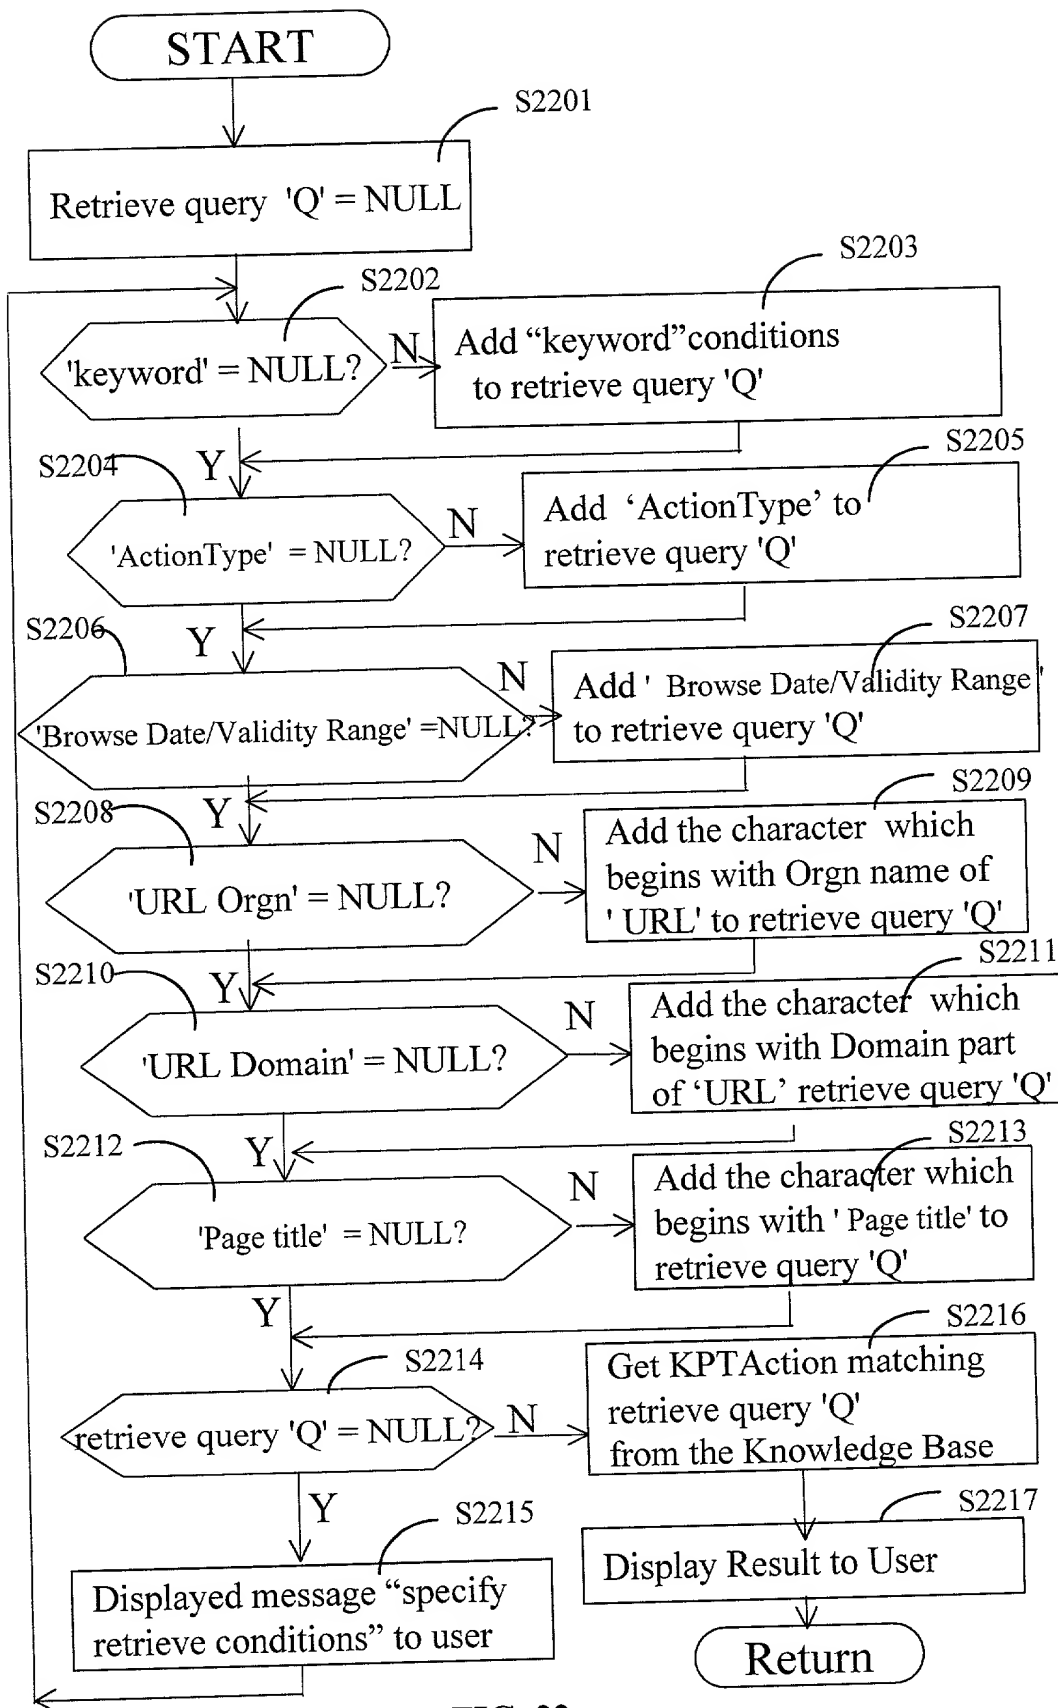 START
S2201
Retrieve query 'Q' = NULL
S2202
S2203
'keyword' = NULL?
N
Add “keyword”conditions
to retrieve query 'Q'
Y
S2204
S2205
'ActionType' = NULL?
N
Add ‘ActionType’ to
retrieve query 'Q'
Y
S2206
S2207
'Browse Date/Validity Range' =NULL?
N
Add ' Browse Date/Validity Range'
to retrieve query 'Q'
Y
S2208
S2209
'URL Orgn' = NULL?
N
Add the character which
begins with Orgn name of
' URL' to retrieve query 'Q'
Y
S2210
S2211
'URL Domain' = NULL?
N
Add the character which
begins with Domain part
of ‘URL’ retrieve query 'Q'
Y
S2212
S2213
'Page title' = NULL?
N
Add the character which
begins with ' Page title' to
retrieve query 'Q'
Y
S2214
S2216
retrieve query 'Q' = NULL?
N
Get KPTAction matching
retrieve query 'Q'
from the Knowledge Base
Y
S2215
S2217
Displayed message “specify
retrieve conditions” to user
Display Result to User
Return